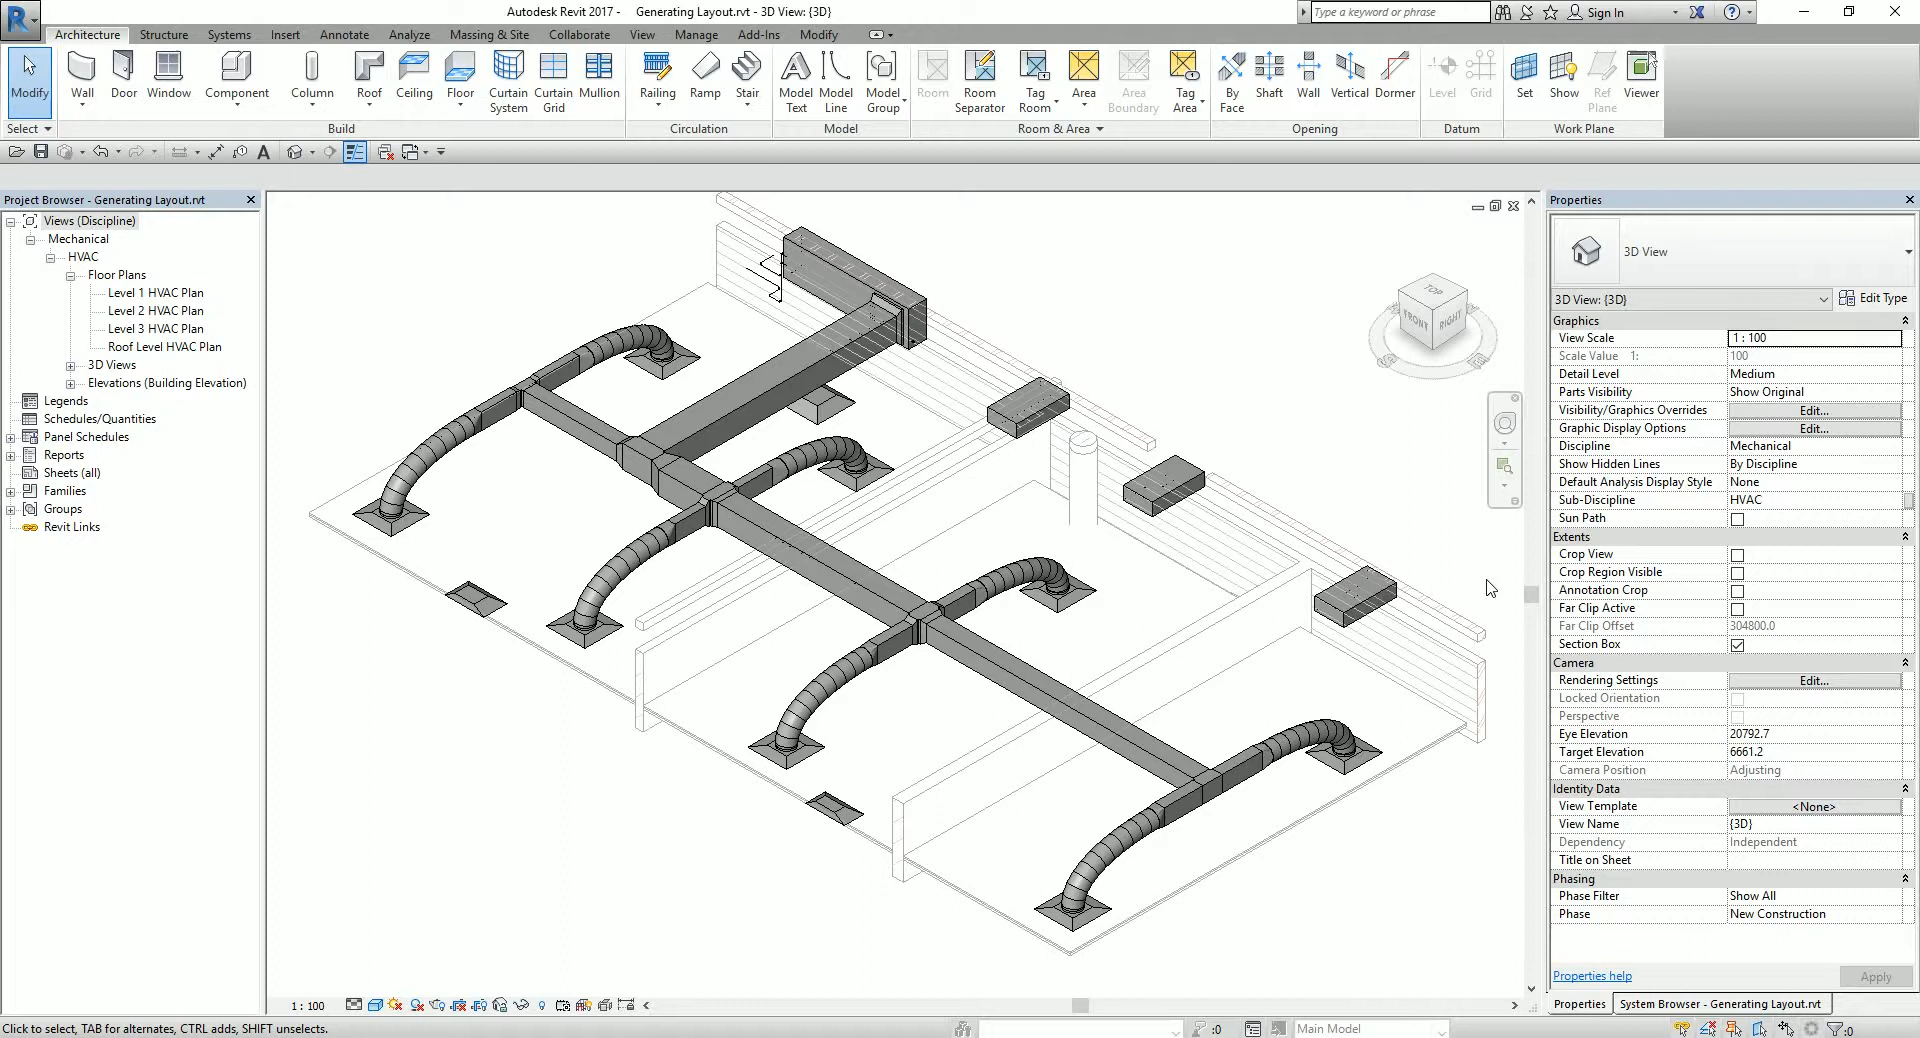 Autodesk Revit 2017 - Generating Layout.rvt - 3D View: {3D}
Type a keyword or phrase
Sign In
Architecture Structure Systems Insert Annotate Analyze Massing & Site Collaborate View Manage Add-Ins Modify
Modify Wall Door Window Component Column Roof Ceiling Floor Curtain System Curtain Grid Mullion Railing Ramp Stair Model Text Model Line Model Group Room Room Separator Tag Room Area Area Boundary Tag Area By Face Shaft Wall Vertical Dormer Level Grid Set Show Ref Plane Viewer
Select Build Circulation Model Room & Area Opening Datum Work Plane
Project Browser - Generating Layout.rvt
Views (Discipline)
Mechanical
HVAC
Floor Plans
Level 1 HVAC Plan
Level 2 HVAC Plan
Level 3 HVAC Plan
Roof Level HVAC Plan
3D Views
Elevations (Building Elevation)
Legends
Schedules/Quantities
Panel Schedules
Reports
Sheets (all)
Families
Groups
Revit Links
TOP
FRONT
RIGHT
Properties
3D View
3D View: {3D} Edit Type
Graphics
View Scale 1 : 100
Scale Value 1: 100
Detail Level Medium
Parts Visibility Show Original
Visibility/Graphics Overrides Edit...
Graphic Display Options Edit...
Discipline Mechanical
Show Hidden Lines By Discipline
Default Analysis Display Style None
Sub-Discipline HVAC
Sun Path
Extents
Crop View
Crop Region Visible
Annotation Crop
Far Clip Active
Far Clip Offset 304800.0
Section Box
Camera
Rendering Settings Edit...
Locked Orientation
Perspective
Eye Elevation 20792.7
Target Elevation 6661.2
Camera Position Adjusting
Identity Data
View Template <None>
View Name {3D}
Dependency Independent
Title on Sheet
Phasing
Phase Filter Show All
Phase New Construction
Properties help Apply
Properties System Browser - Generating Layout.rvt
1 : 100
Click to select, TAB for alternates, CTRL adds, SHIFT unselects.
:0
Main Model
:0